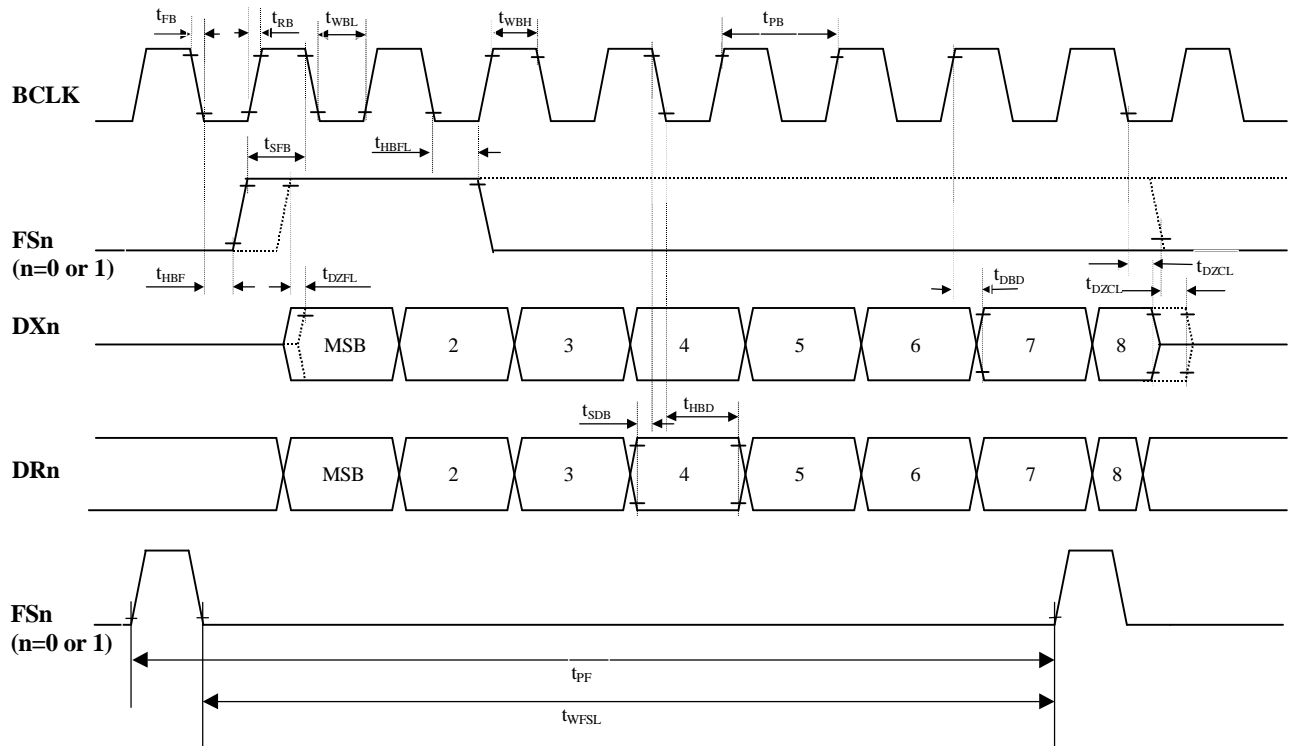 tFB tRB tWBL tWBH tPB
BCLK
tSFB tHBFL
FSn
(n=0 or 1)
tHBF tDZFL tDBD tDZCL tDZCL
DXn
MSB 2 3 4 5 6 7 8
tSDB tHBD
DRn
MSB 2 3 4 5 6 7 8
FSn
(n=0 or 1)
tPF
tWFSL